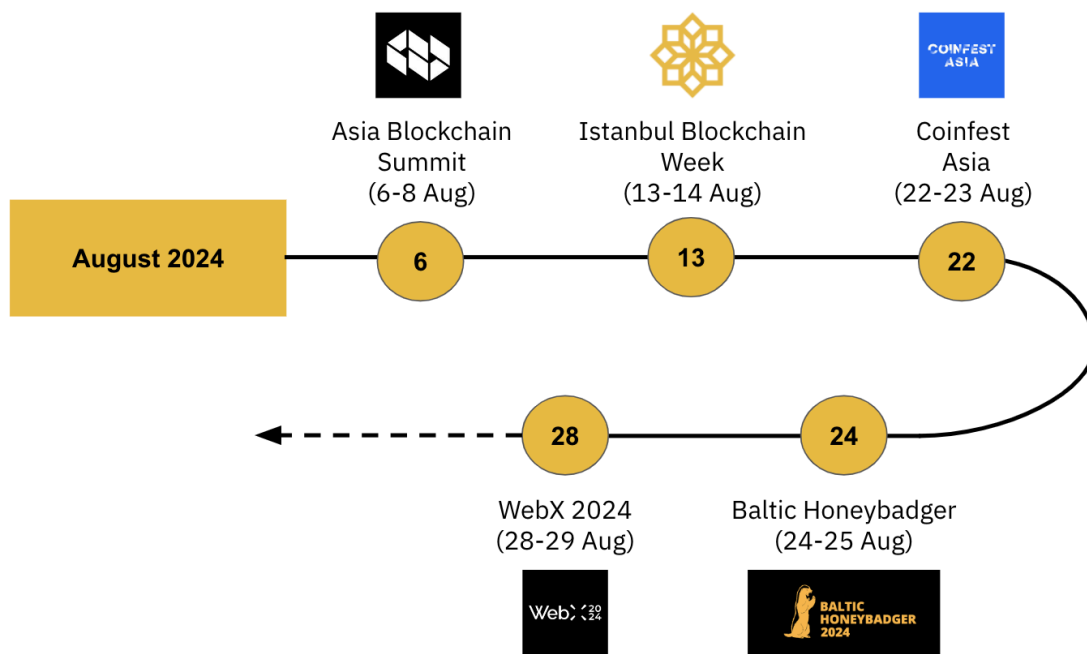 COINFEST
ASIA
Asia Blockchain
Summit
(6-8 Aug)
Istanbul Blockchain
Week
(13-14 Aug)
Coinfest
Asia
(22-23 Aug)
August 2024
6
13
22
28
24
WebX 2024
(28-29 Aug)
Baltic Honeybadger
(24-25 Aug)
WebX 2024
BALTIC
HONEYBADGER
2024